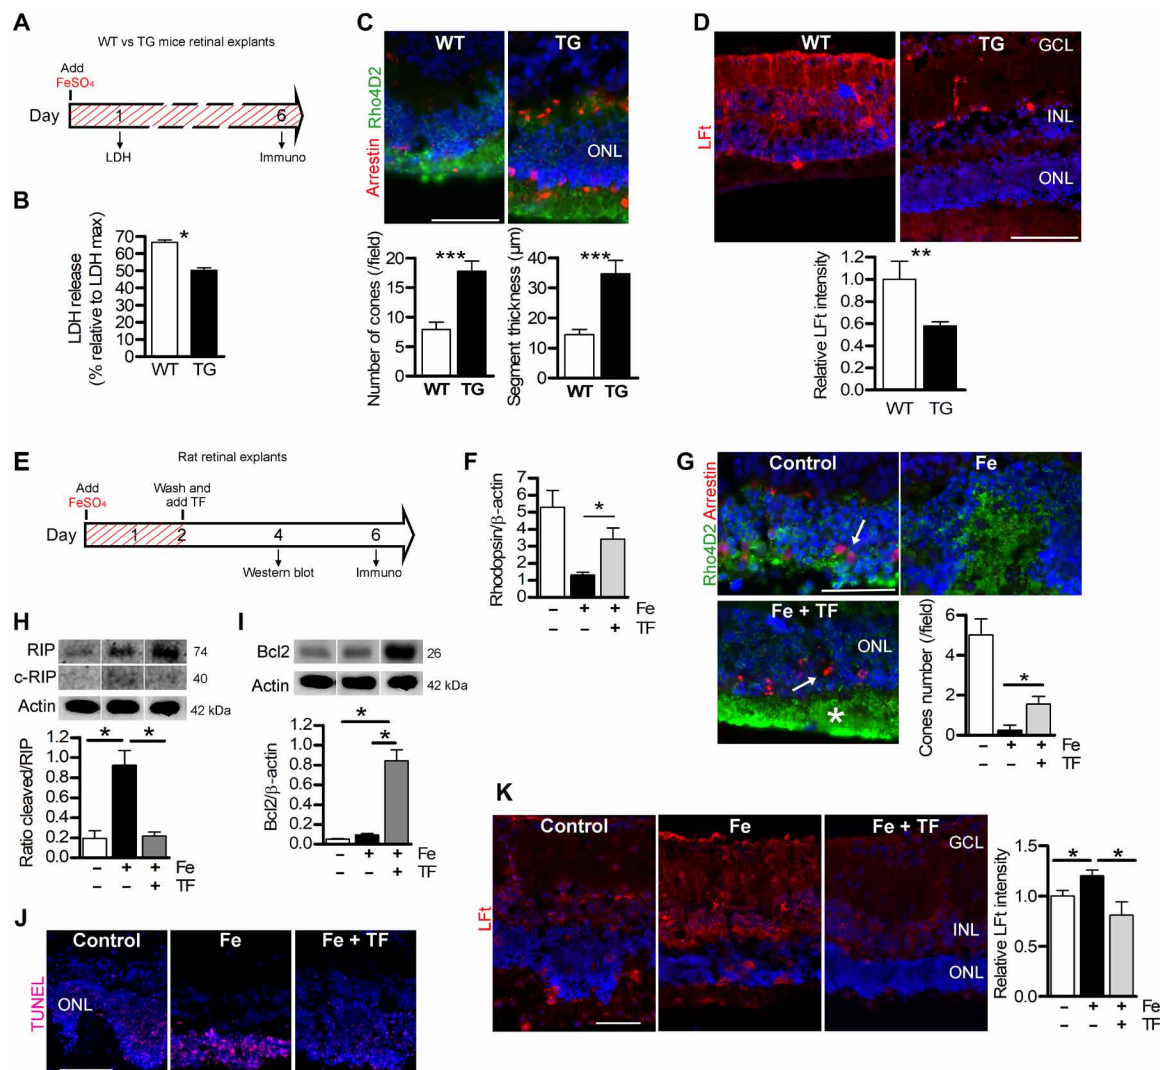 A
WT vs TG mice retinal explants
Add
FeSO₄
Day
1
6
LDH
Immuno
B
LDH release
(% relative to LDH max)
70
60
50
40
30
20
10
0
*
WT
TG
C
Arrestin Rho4D2
WT
TG
ONL
Number of cones (/field)
20
15
10
5
0
***
WT
TG
Segment thickness (µm)
50
40
30
20
10
0
***
WT
TG
D
LFt
WT
TG
GCL
INL
ONL
Relative LFt intensity
1.2
1.0
0.8
0.6
0.4
0.2
0.0
**
WT
TG
E
Rat retinal explants
Add
FeSO₄
Wash and
add TF
Day
1
2
4
6
Western blot
Immuno
F
Rhodopsin/β-actin
7
6
5
4
3
2
1
0
*
– + + Fe
– – + TF
G
Rho4D2 Arrestin
Control
Fe
Fe + TF
ONL
*
Cones number (/field)
6
4
2
0
*
– + + Fe
– – + TF
H
RIP
74
c-RIP
40
Actin
42 kDa
Ratio cleaved/RIP
1.2
1.0
0.8
0.6
0.4
0.2
0.0
*
*
– + + Fe
– – + TF
I
Bcl2
26
Actin
42 kDa
Bcl2/β-actin
1.2
1.0
0.8
0.6
0.4
0.2
0.0
*
*
– + + Fe
– – + TF
J
TUNEL
Control
Fe
Fe + TF
ONL
K
LFt
Control
Fe
Fe + TF
GCL
INL
ONL
Relative LFt intensity
1.5
1.0
0.5
0.0
*
*
– + + Fe
– – + TF